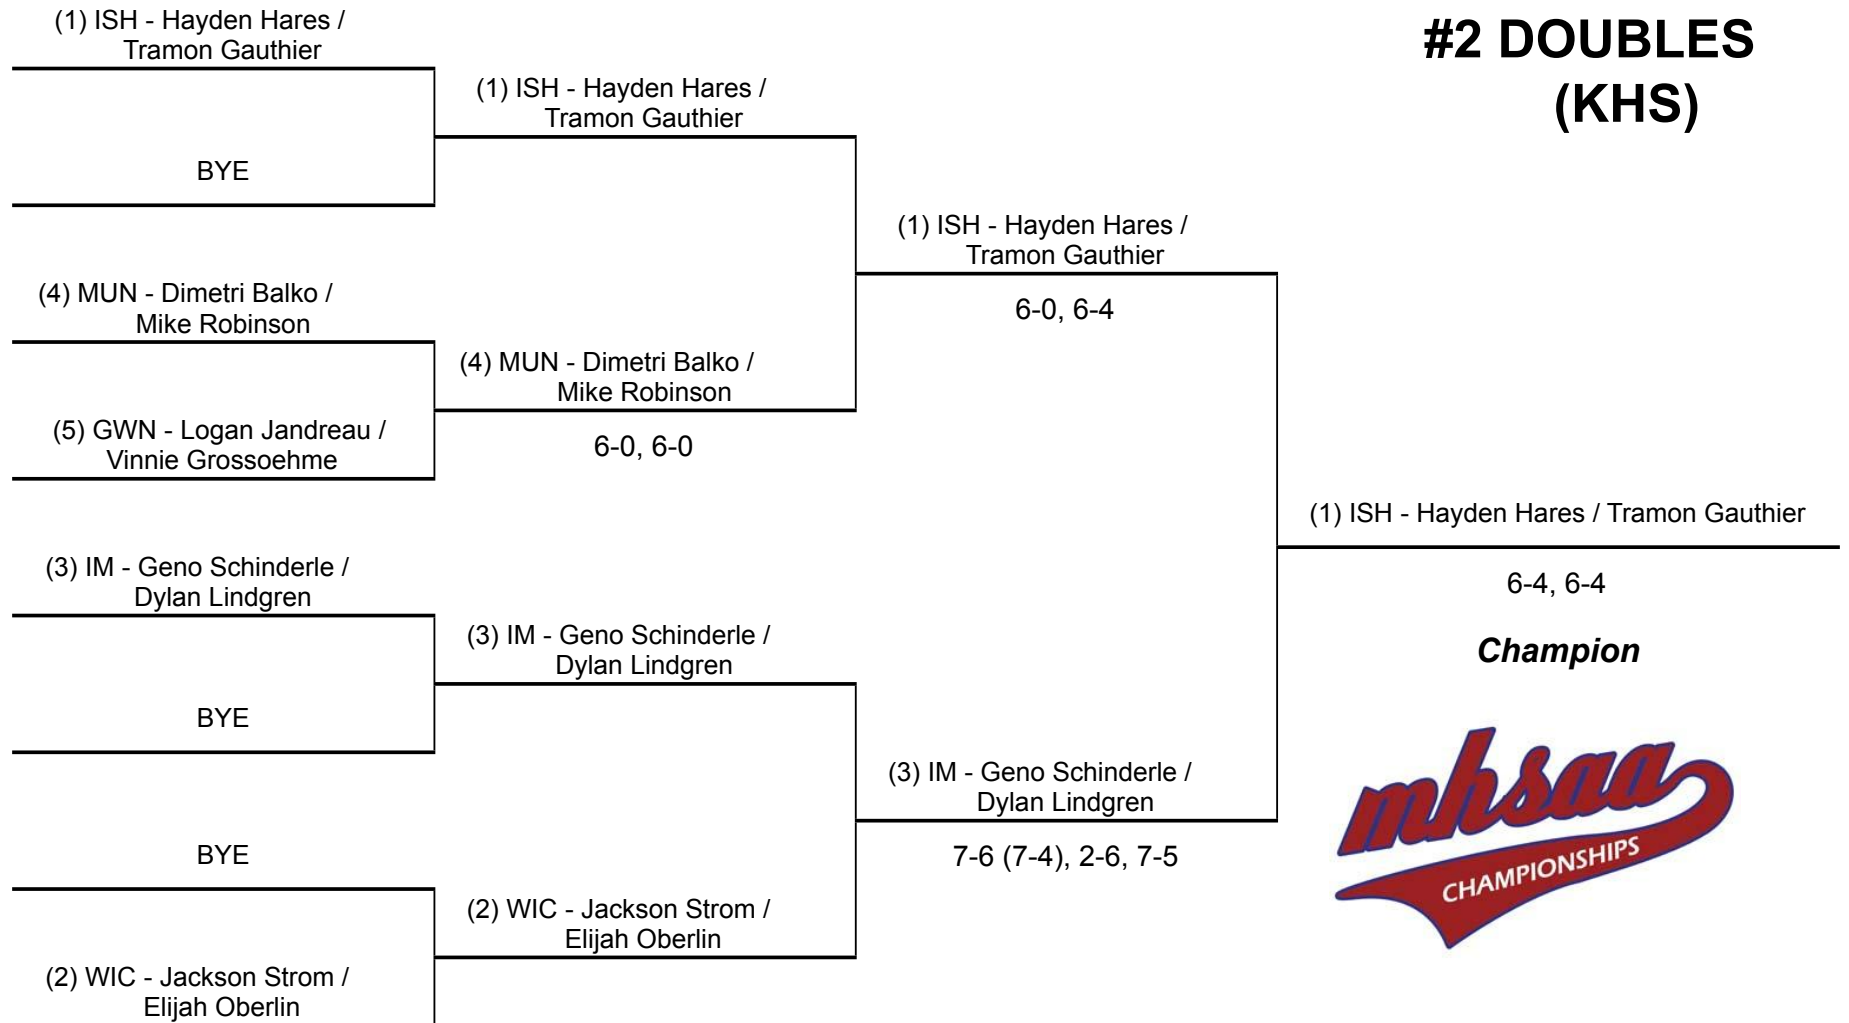 #2 DOUBLES
(KHS)
(1) ISH - Hayden Hares /
Tramon Gauthier
BYE
(4) MUN - Dimetri Balko /
Mike Robinson
(5) GWN - Logan Jandreau /
Vinnie Grossoehme
(3) IM - Geno Schinderle /
Dylan Lindgren
BYE
BYE
(2) WIC - Jackson Strom /
Elijah Oberlin
(1) ISH - Hayden Hares /
Tramon Gauthier
(4) MUN - Dimetri Balko /
Mike Robinson
6-0, 6-0
(3) IM - Geno Schinderle /
Dylan Lindgren
(2) WIC - Jackson Strom /
Elijah Oberlin
(1) ISH - Hayden Hares /
Tramon Gauthier
6-0, 6-4
(3) IM - Geno Schinderle /
Dylan Lindgren
7-6 (7-4), 2-6, 7-5
(1) ISH - Hayden Hares / Tramon Gauthier
6-4, 6-4
Champion
mhsaa
CHAMPIONSHIPS